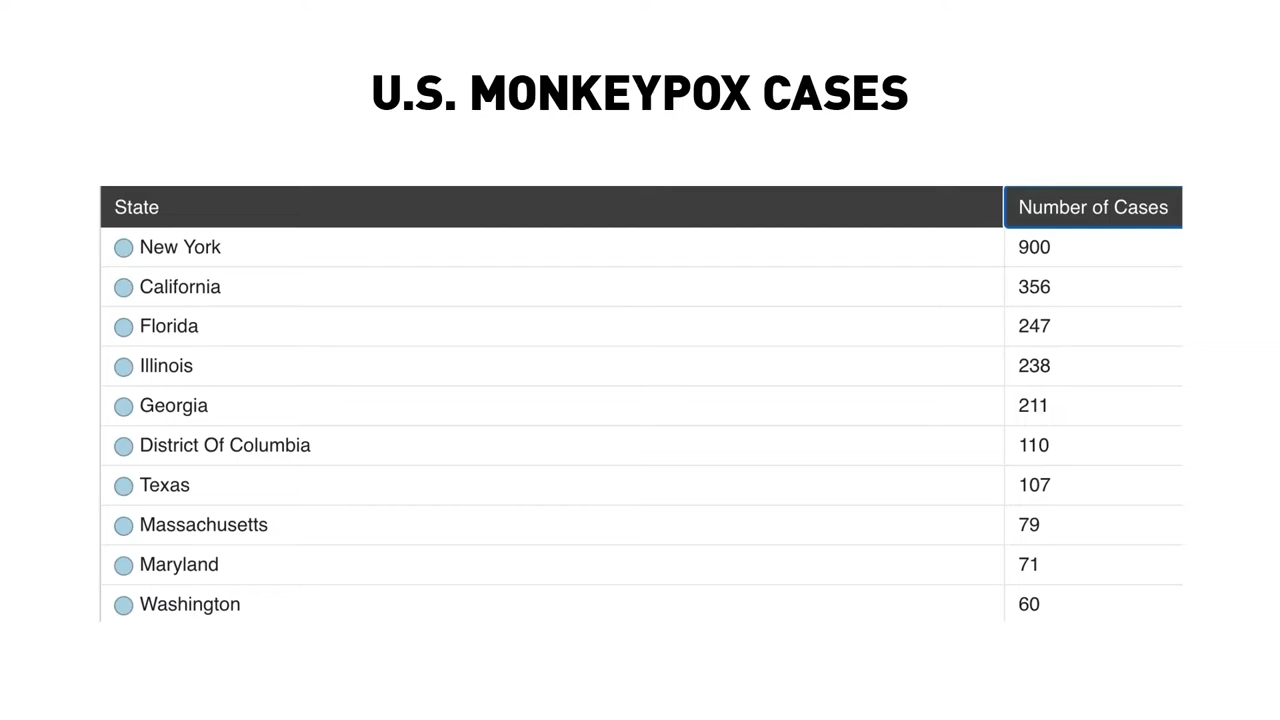 U.S. MONKEYPOX CASES
State Number of Cases
New York 900
California 356
Florida 247
Illinois 238
Georgia 211
District Of Columbia 110
Texas 107
Massachusetts 79
Maryland 71
Washington 60